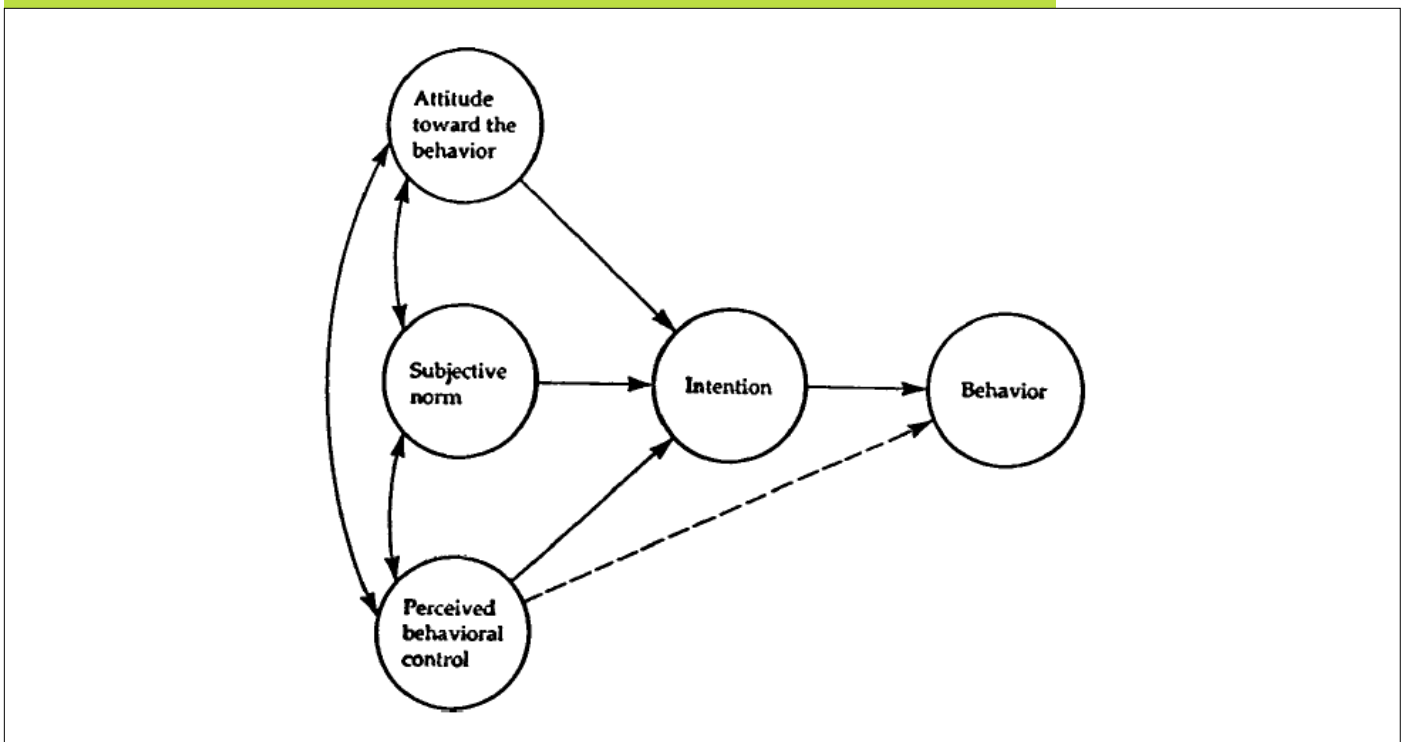 Attitude
toward the
behavior
Subjective
norm
Intention
Behavior
Perceived
behavioral
control